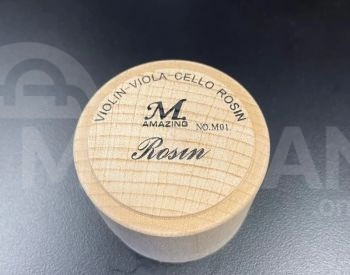 VIOLIN-VIOLA-CELLO ROSIN
M.
AMAZING NO.M01
Rosin